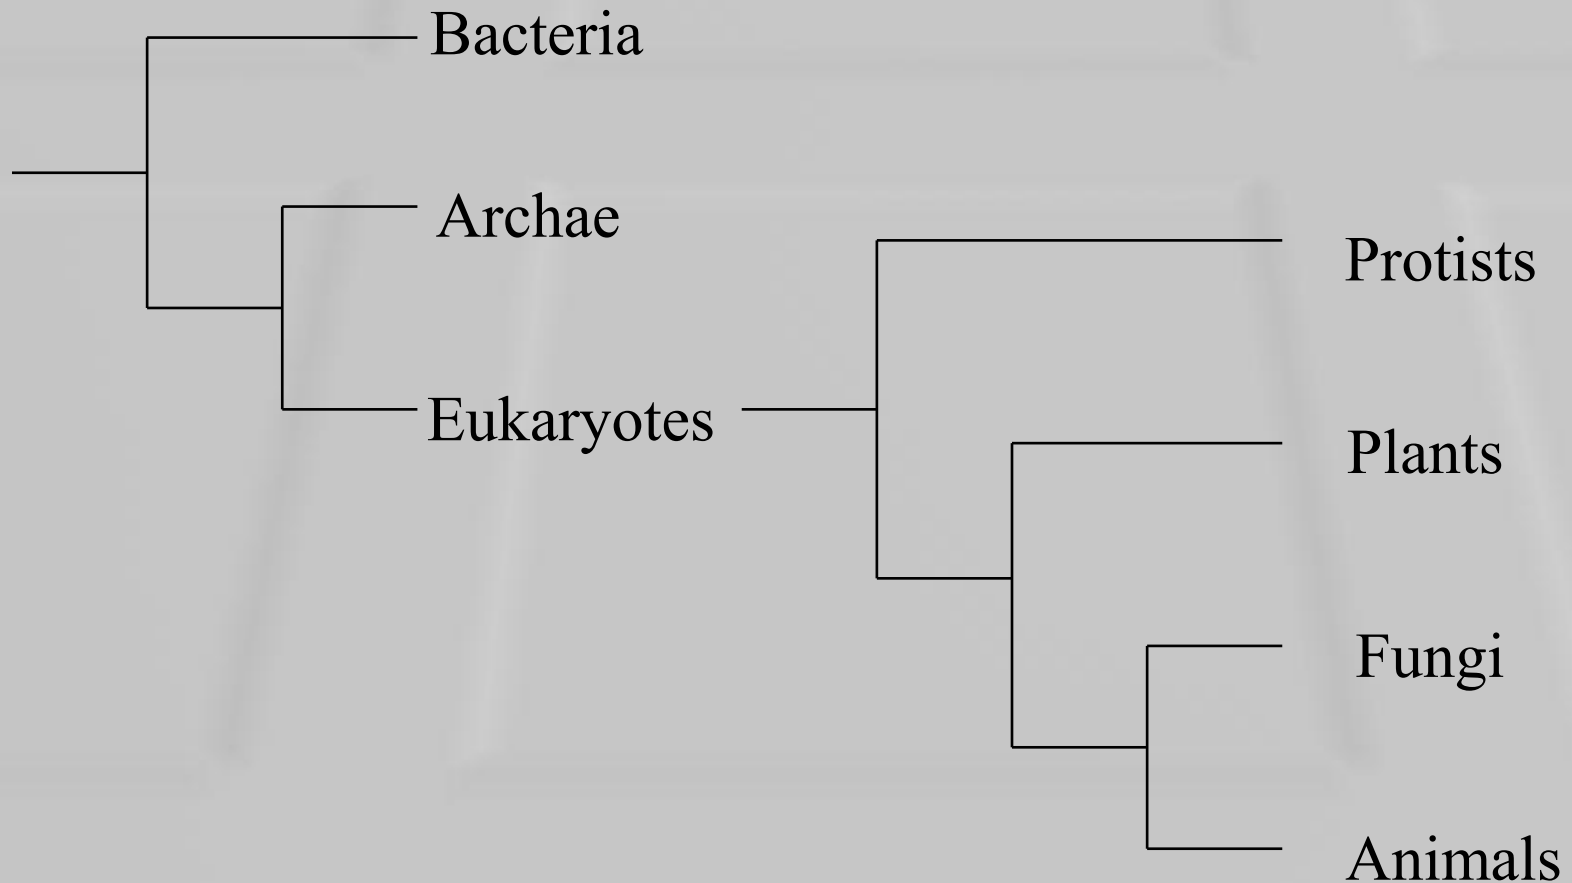 Bacteria
Archae
Protists
Eukaryotes
Plants
Fungi
Animals